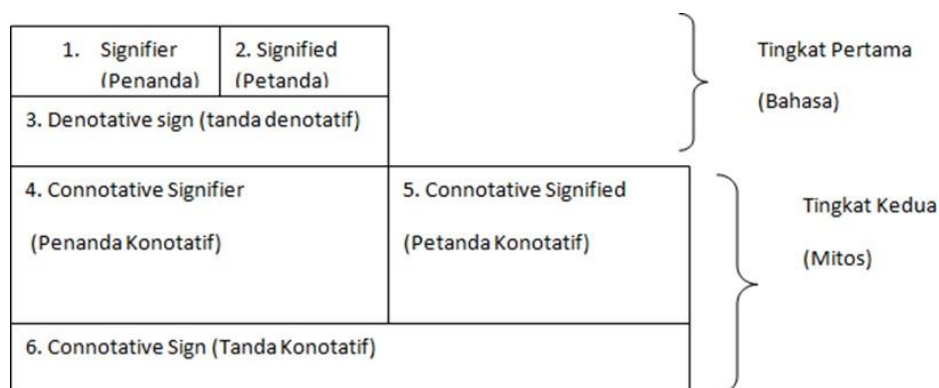 1. Signifier
(Penanda)
2. Signified
(Petanda)
3. Denotative sign (tanda denotatif)
Tingkat Pertama
(Bahasa)
4. Connotative Signifier
(Penanda Konotatif)
5. Connotative Signified
(Petanda Konotatif)
Tingkat Kedua
(Mitos)
6. Connotative Sign (Tanda Konotatif)